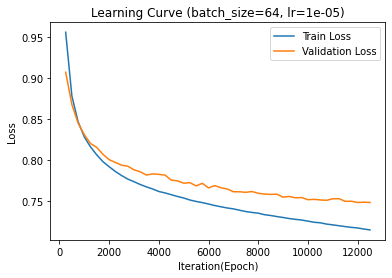 Learning Curve (batch_size=64, lr=1e-05)
Train Loss
Validation Loss
Loss
0.95
0.90
0.85
0.80
0.75
0
2000
4000
6000
8000
10000
12000
Iteration(Epoch)